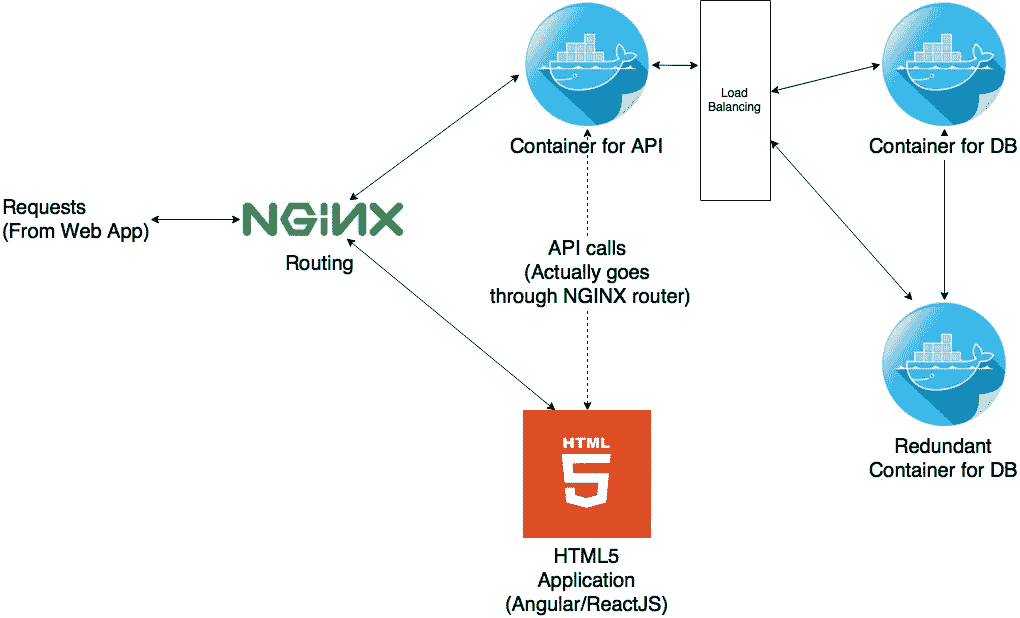 Load
Balancing
Container for API
Container for DB
Requests
(From Web App)
NGINX
Routing
API calls
(Actually goes
through NGINX router)
HTML
5
Redundant
Container for DB
HTML5
Application
(Angular/ReactJS)